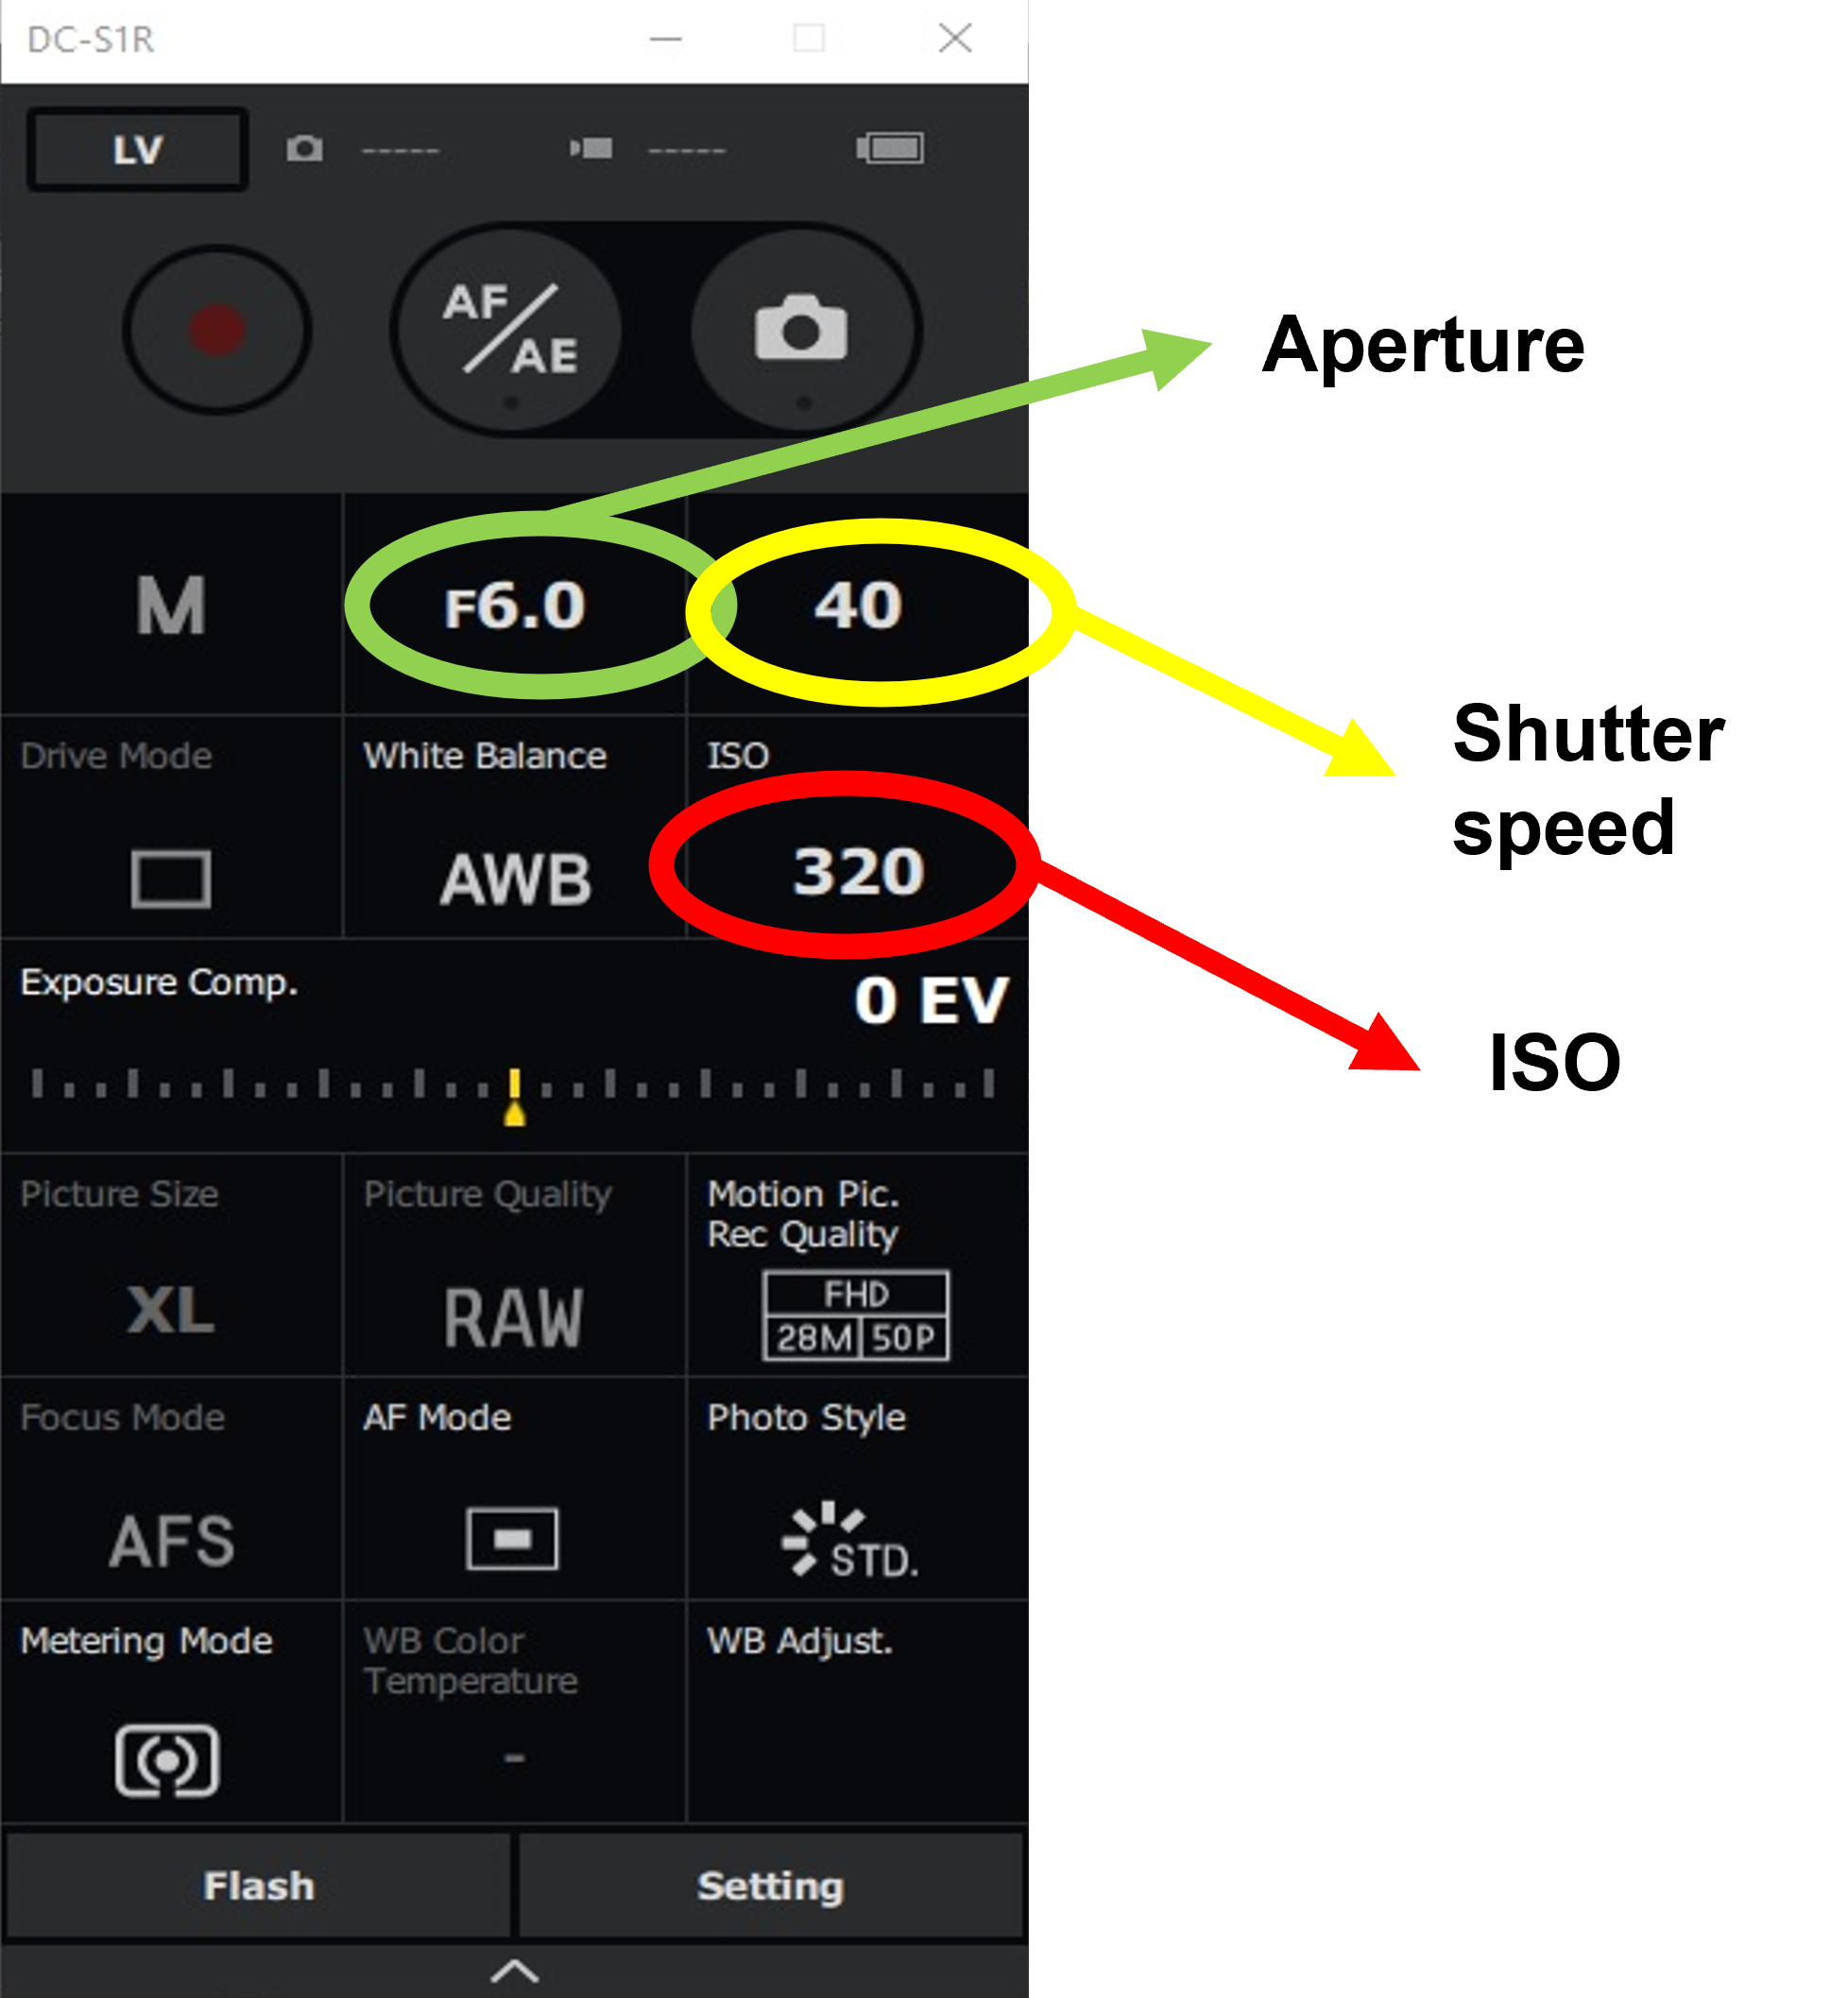 DC-S1R
LV ----- -----
AF/AE
Aperture
M F6.0 40
Shutter
speed
Drive Mode White Balance ISO
AWB 320
ISO
Exposure Comp. 0 EV
Picture Size Picture Quality Motion Pic.
Rec Quality
XL RAW FHD
28M 50P
Focus Mode AF Mode Photo Style
AFS STD.
Metering Mode WB Color WB Adjust.
Temperature
-
Flash Setting